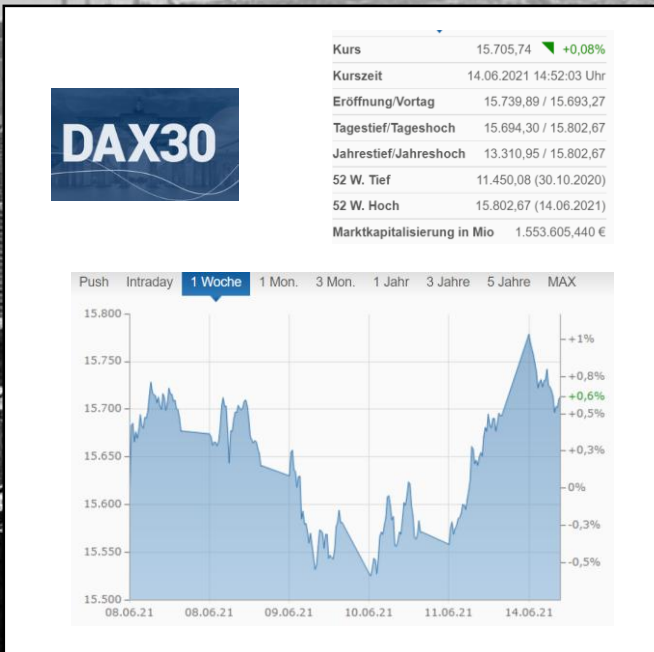 Kurs 15.705,74 +0,08%
Kurszeit 14.06.2021 14:52:03 Uhr
DAX30
Eröffnung/Vortag 15.739,89 / 15.693,27
Tagestief/Tageshoch 15.694,30 / 15.802,67
Jahrestief/Jahreshoch 13.310,95 / 15.802,67
52 W. Tief 11.450,08 (30.10.2020)
52 W. Hoch 15.802,67 (14.06.2021)
Marktkapitalisierung in Mio 1.553.605,440 €
Push Intraday 1 Woche 1 Mon. 3 Mon. 1 Jahr 3 Jahre 5 Jahre MAX
15.800
+1%
15.750
+0,8%
+0,6%
15.700
+0,5%
15.650
+0,3%
0%
15.600
-0,3%
15.550
-0,5%
15.500
08.06.21 08.06.21 09.06.21 10.06.21 11.06.21 14.06.21